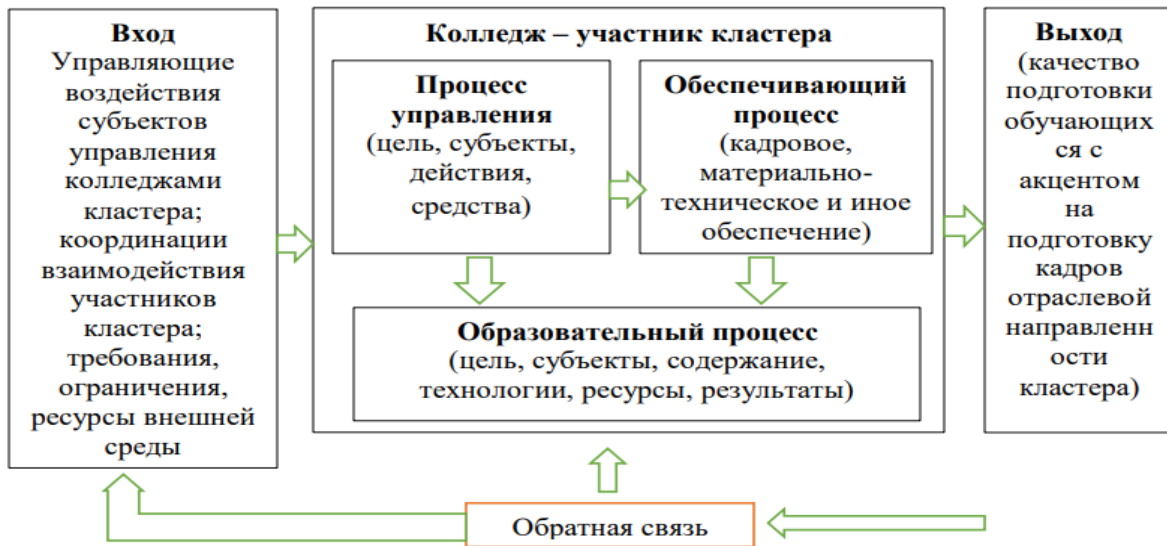 Вход
Управляющие
воздействия
субъектов
управления
колледжами
кластера;
координации
взаимодействия
участников
кластера;
требования,
ограничения,
ресурсы внешней
среды
Колледж – участник кластера
Процесс
управления
(цель, субъекты,
действия,
средства)
Обеспечивающий
процесс
(кадровое,
материально-
техническое и иное
обеспечение)
Образовательный процесс
(цель, субъекты, содержание,
технологии, ресурсы, результаты)
Выход
(качество
подготовки
обучающих
ся с
акцентом
на
подготовку
кадров
отраслевой
направленн
ости
кластера)
Обратная связь